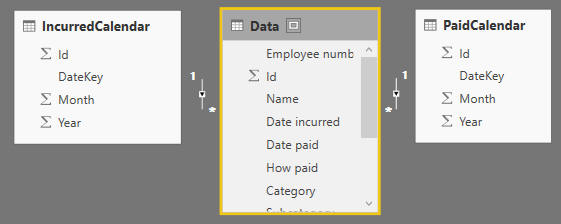 IncurredCalendar
Σ Id
DateKey
Σ Month
Σ Year
1
*
Data
Employee numb
Σ Id
Name
Date incurred
Date paid
How paid
Category
Subcategory
1
*
PaidCalendar
Σ Id
DateKey
Σ Month
Σ Year